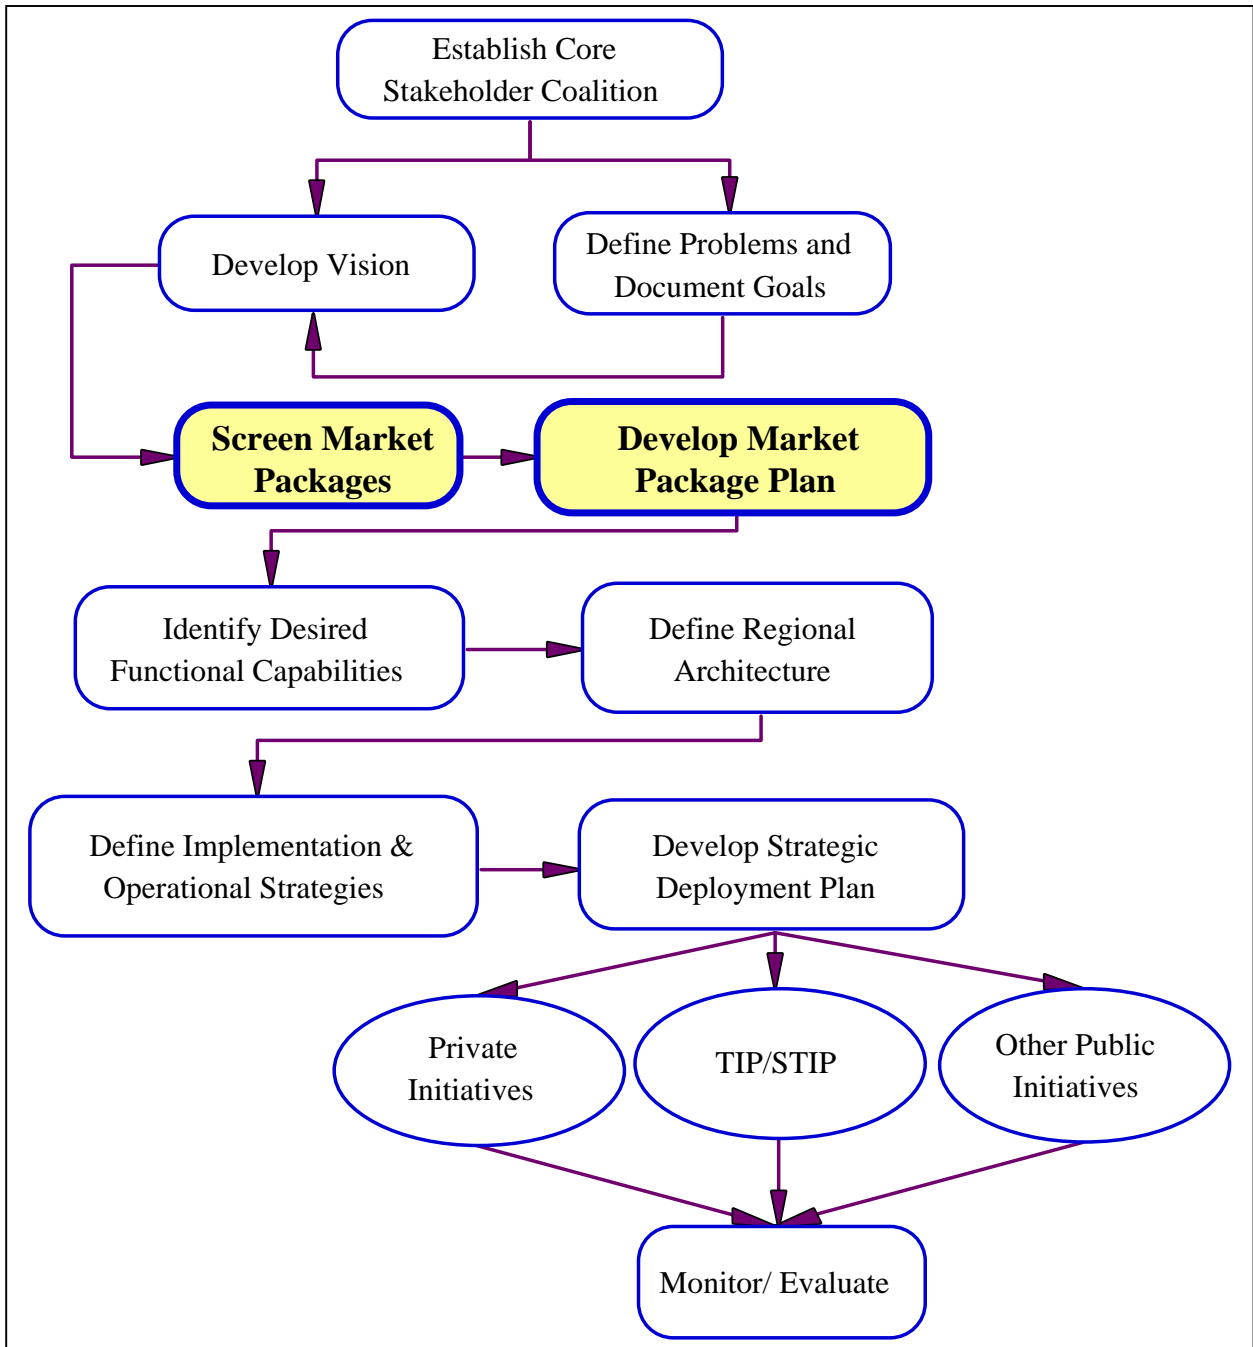 Establish Core
Stakeholder Coalition
Develop Vision
Define Problems and
Document Goals
Screen Market
Packages
Develop Market
Package Plan
Identify Desired
Functional Capabilities
Define Regional
Architecture
Define Implementation &
Operational Strategies
Develop Strategic
Deployment Plan
Private
Initiatives
TIP/STIP
Other Public
Initiatives
Monitor/ Evaluate